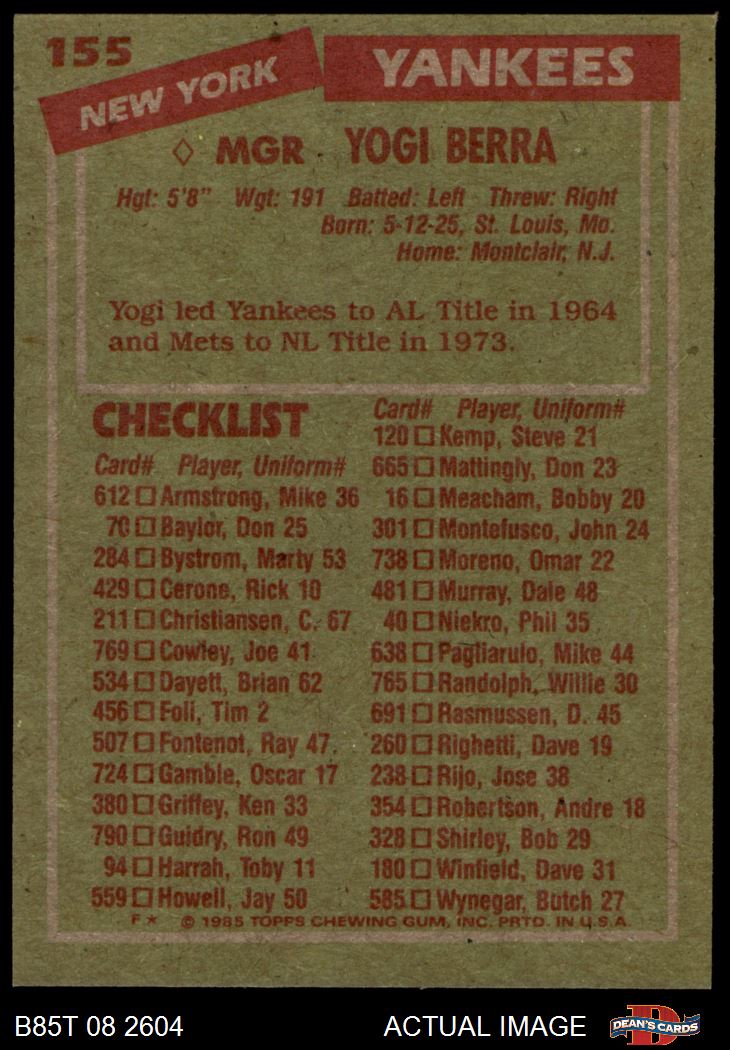 155
NEW YORK YANKEES
◊ MGR YOGI BERRA
Hgt: 5'8" Wgt: 191 Batted: Left Threw: Right
Born: 5-12-25, St. Louis, Mo.
Home: Montclair, N.J.
Yogi led Yankees to AL Title in 1964
and Mets to NL Title in 1973.
CHECKLIST
Card# Player, Uniform#
612 □ Armstrong, Mike 36
70 □ Baylor, Don 25
284 □ Bystrom, Marty 53
429 □ Cerone, Rick 10
211 □ Christiansen, C. 67
769 □ Cowley, Joe 41
534 □ Dayett, Brian 62
456 □ Foli, Tim 2
507 □ Fontenot, Ray 47
724 □ Gamble, Oscar 17
380 □ Griffey, Ken 33
790 □ Guidry, Ron 49
94 □ Harrah, Toby 11
559 □ Howell, Jay 50
Card# Player, Uniform#
120 □ Kemp, Steve 21
665 □ Mattingly, Don 23
16 □ Meacham, Bobby 20
301 □ Montefusco, John 24
738 □ Moreno, Omar 22
481 □ Murray, Dale 48
40 □ Niekro, Phil 35
638 □ Pagliarulo, Mike 44
765 □ Randolph, Willie 30
691 □ Rasmussen, D. 45
260 □ Righetti, Dave 19
238 □ Rijo, Jose 38
354 □ Robertson, Andre 18
328 □ Shirley, Bob 29
180 □ Winfield, Dave 31
585 □ Wynegar, Butch 27
F★ © 1985 TOPPS CHEWING GUM, INC. PRTD. IN U.S.A.
B85T 08 2604 ACTUAL IMAGE
D
DEAN'S CARDS